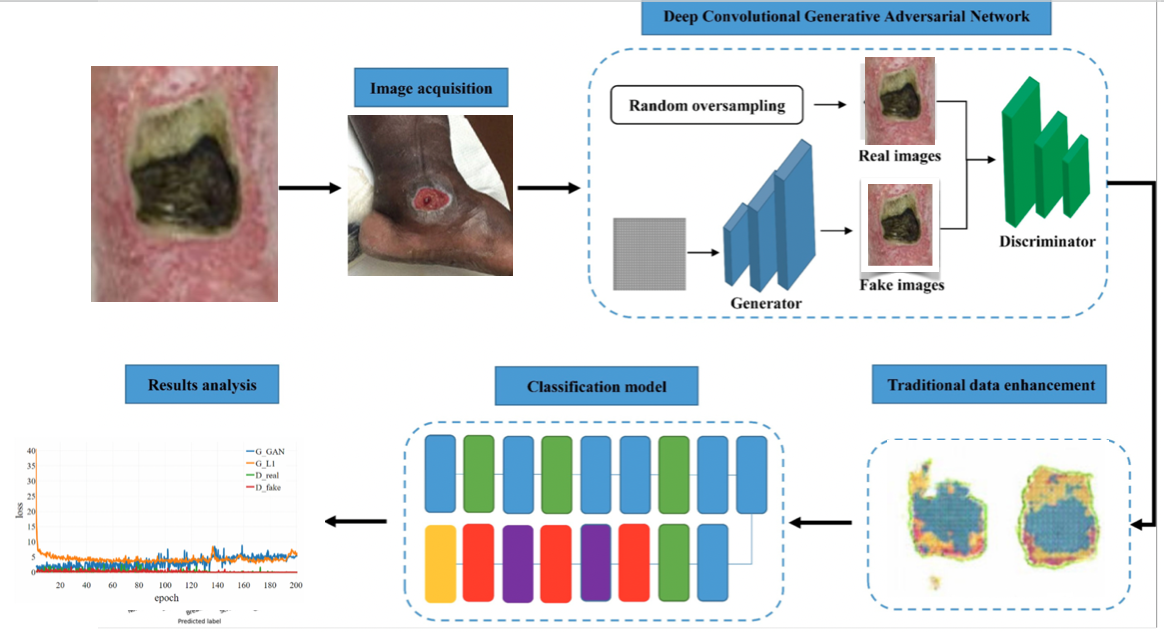 Deep Convolutional Generative Adversarial Network
Image acquisition
Random oversampling
Real images
Discriminator
Fake images
Generator
Results analysis
Classification model
Traditional data enhancement
40
35
30
25
20
15
10
5
0
loss
G_GAN
G_L1
D_real
D_fake
20 40 60 80 100 120 140 160 180 200
epoch
Predicted label